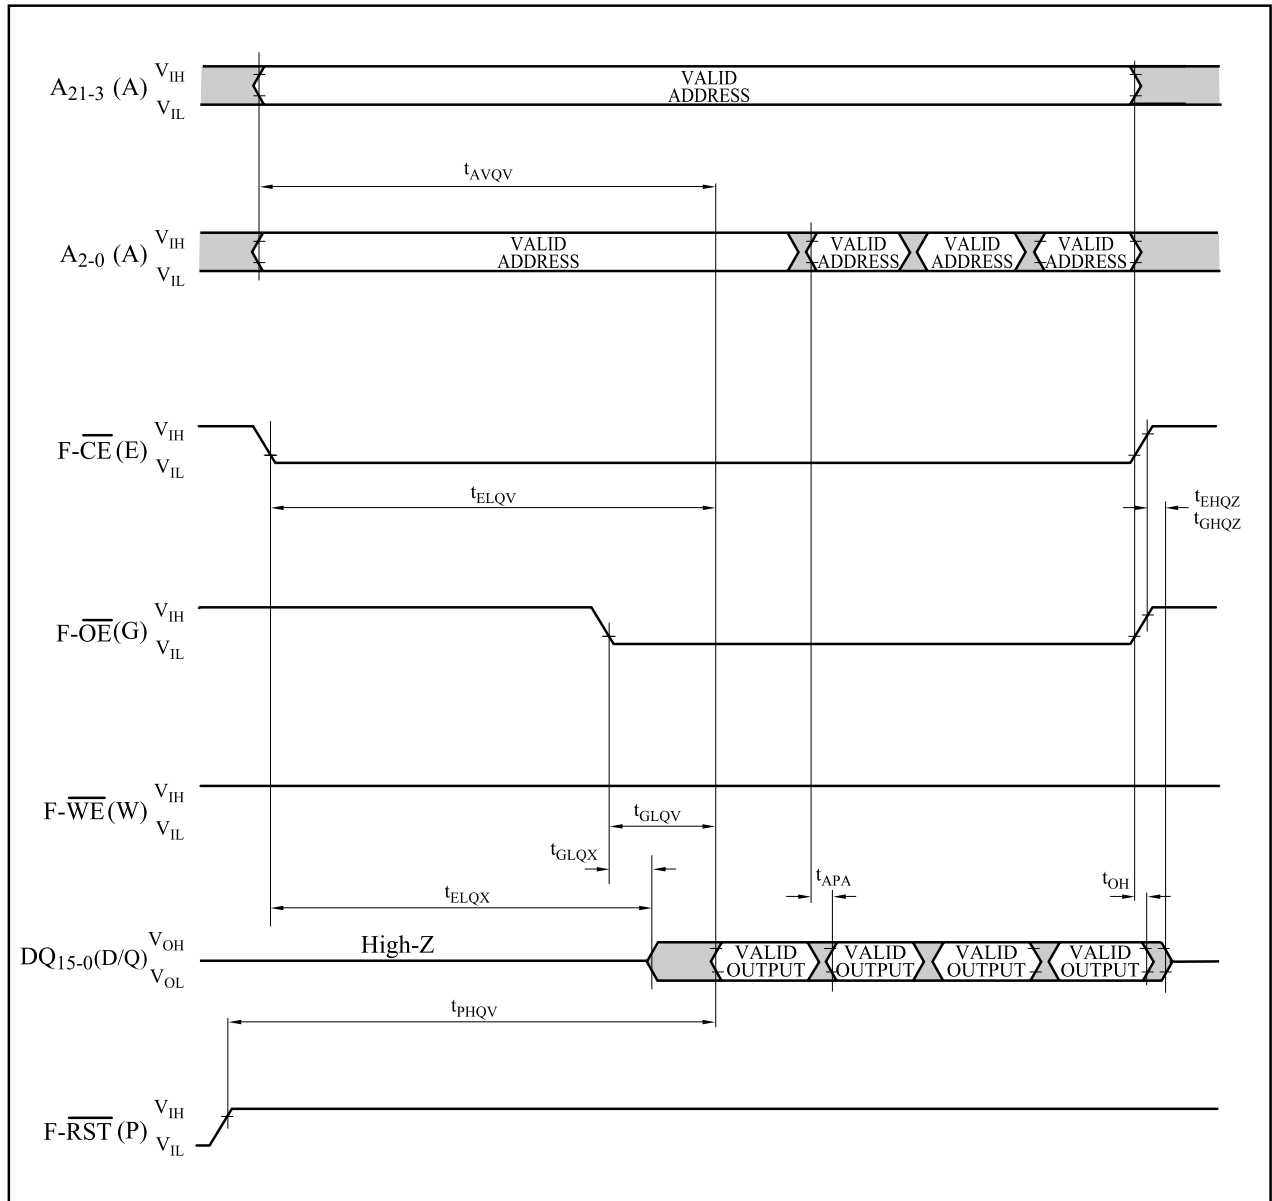 A21-3 (A) VIH VIL VALID ADDRESS
tAVQV
A2-0 (A) VIH VIL VALID ADDRESS VALID ADDRESS VALID ADDRESS VALID ADDRESS
F-CE (E) VIH VIL
tELQV
tEHQZ
tGHQZ
F-OE(G) VIH VIL
F-WE(W) VIH VIL
tGLQV
tGLQX
tAPA
tOH
tELQX
DQ15-0(D/Q) VOH VOL High-Z VALID OUTPUT VALID OUTPUT VALID OUTPUT VALID OUTPUT
tPHQV
F-RST (P) VIH VIL